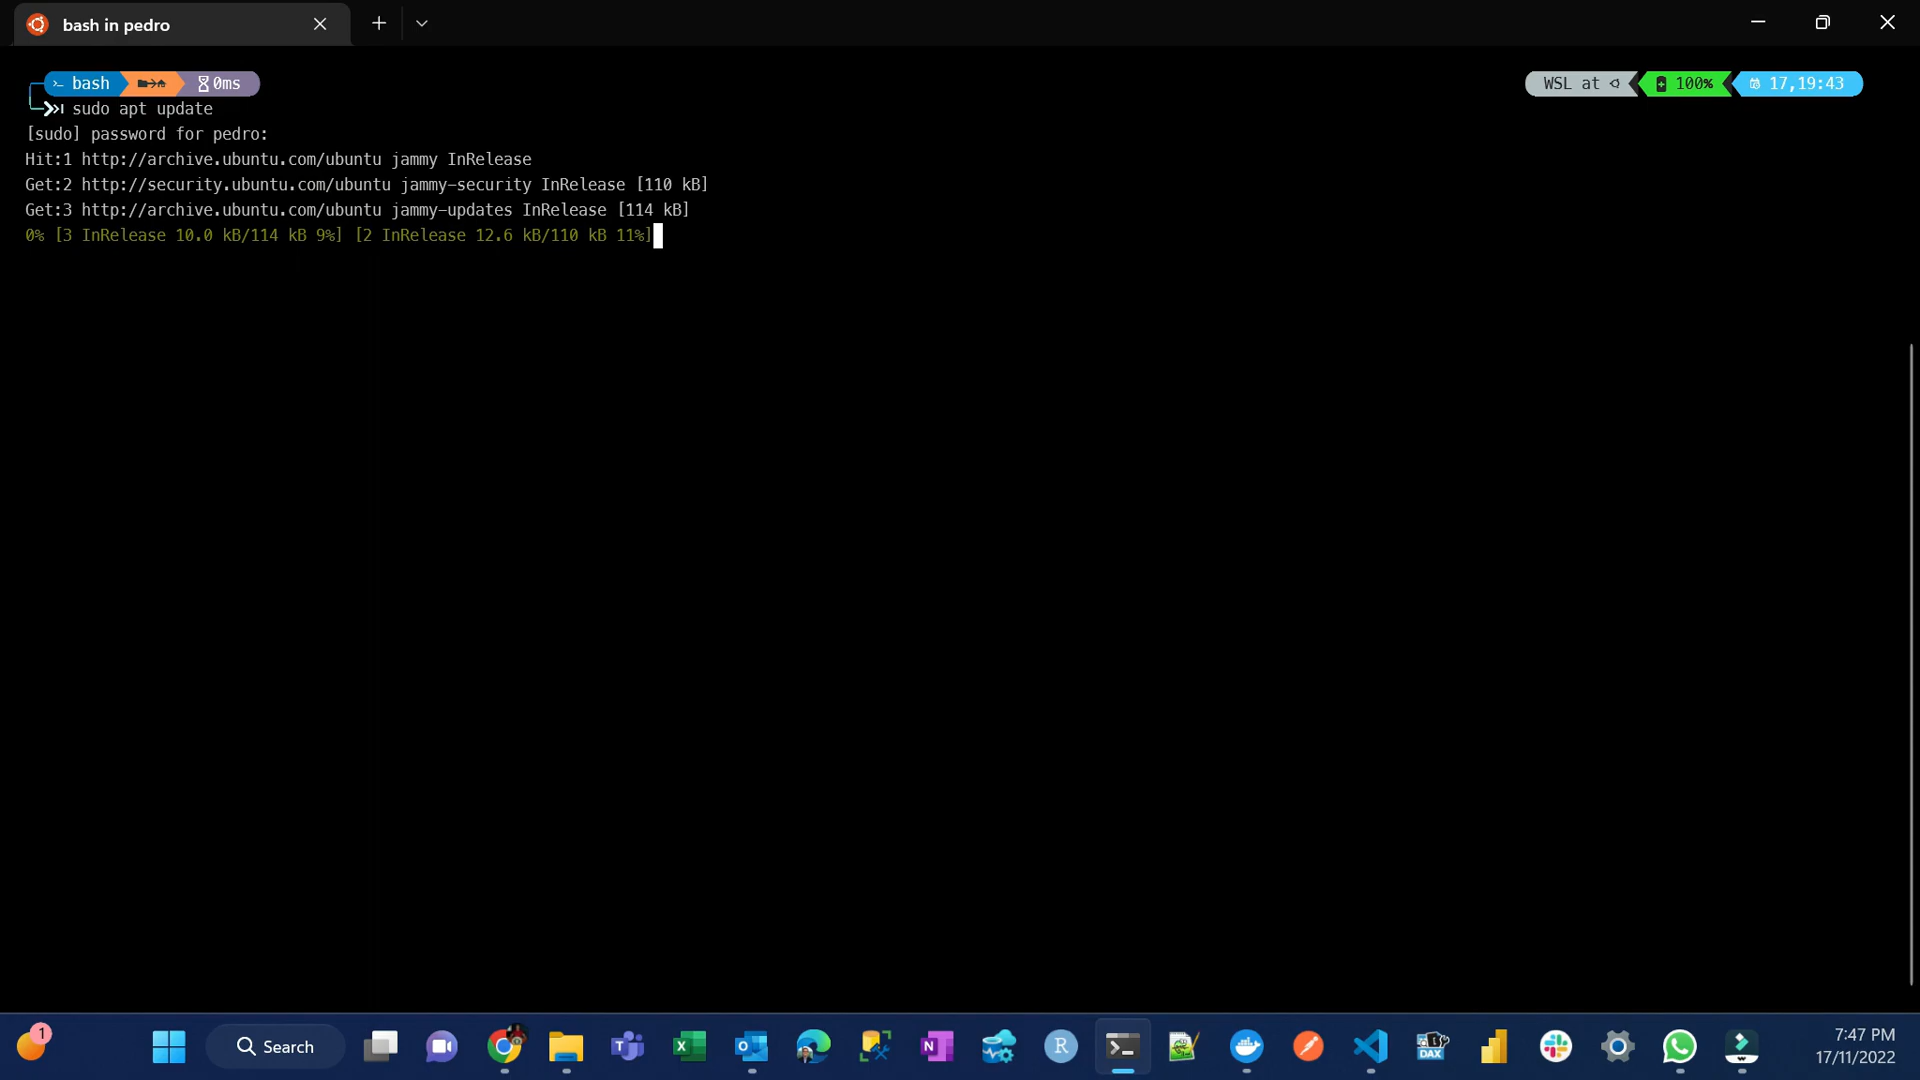 bash in pedro
bash 0ms WSL at 100% 17,19:43
sudo apt update
[sudo] password for pedro:
Hit:1 http://archive.ubuntu.com/ubuntu jammy InRelease
Get:2 http://security.ubuntu.com/ubuntu jammy-security InRelease [110 kB]
Get:3 http://archive.ubuntu.com/ubuntu jammy-updates InRelease [114 kB]
0% [3 InRelease 10.0 kB/114 kB 9%] [2 InRelease 12.6 kB/110 kB 11%]
1
Search
N
R
DAX
7:47 PM
17/11/2022